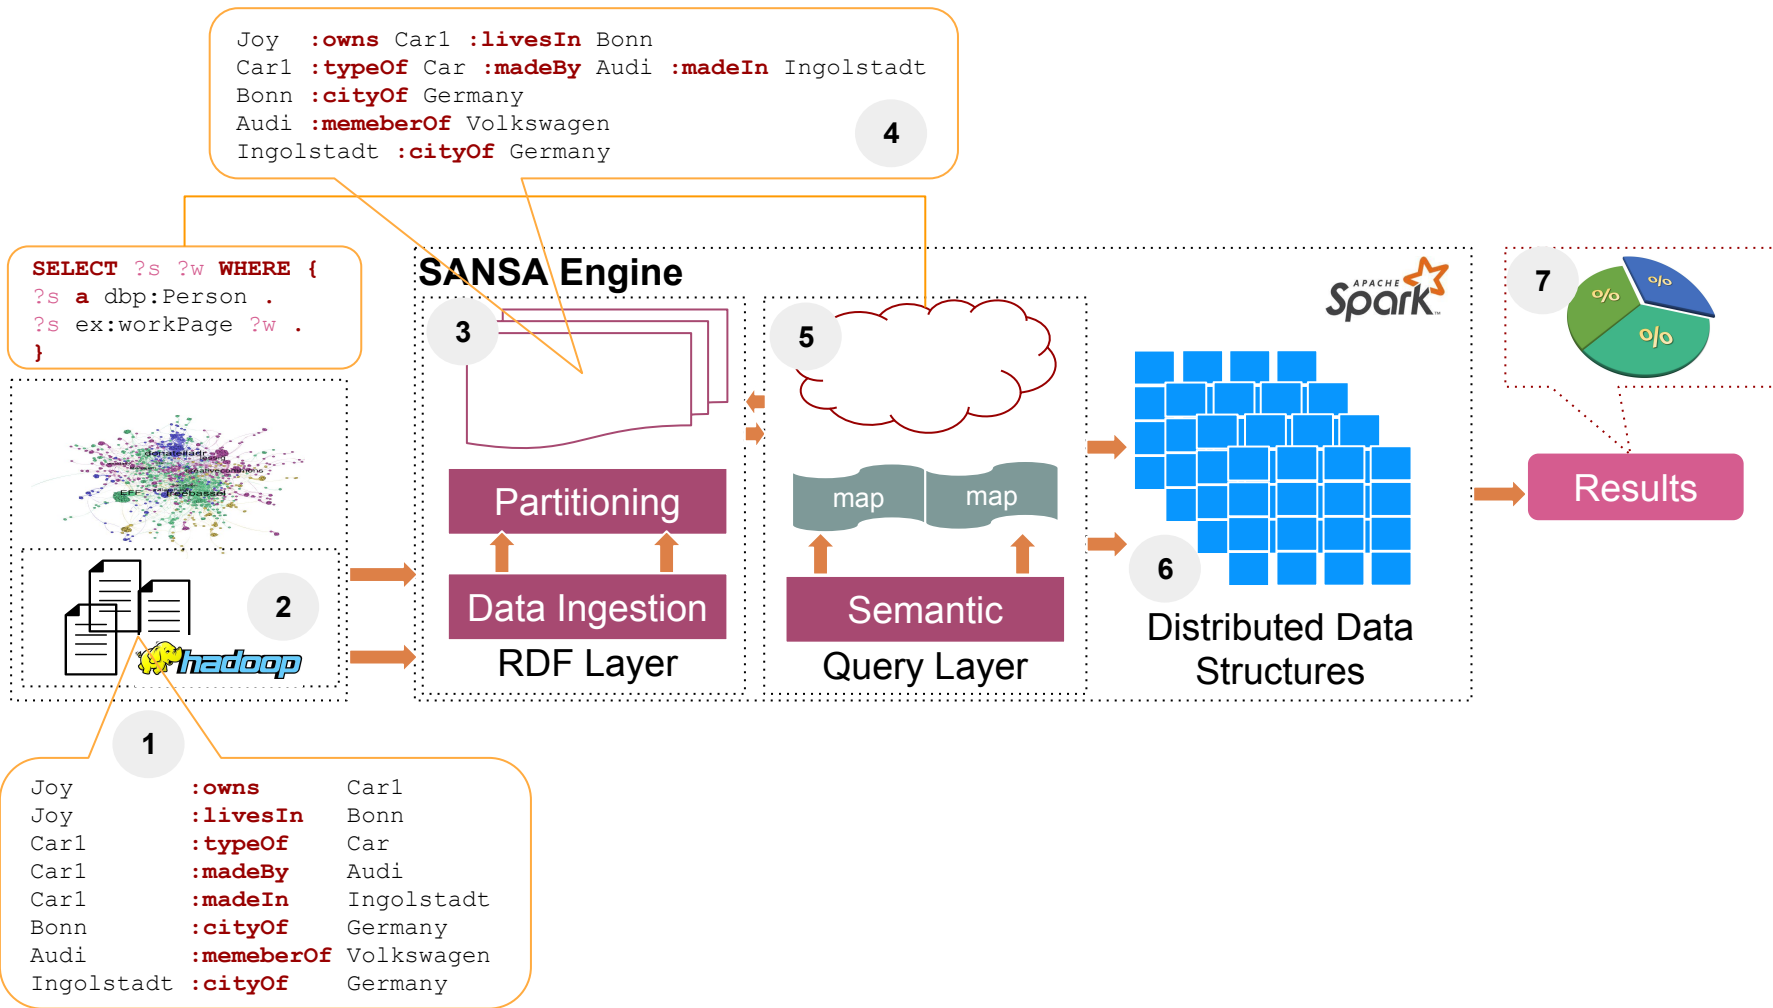 Joy :owns Car1 :livesIn Bonn
Car1 :typeOf Car :madeBy Audi :madeIn Ingolstadt
Bonn :cityOf Germany
Audi :memeberOf Volkswagen
Ingolstadt :cityOf Germany
4
SELECT ?s ?w WHERE {
?s a dbp:Person .
?s ex:workPage ?w .
}
SANSA Engine
3
5
APACHE
Spark
7
%
%
%
donatelladr
creativecommons
EFF
freebassel
Partitioning
map
map
Results
2
hadoop
Data Ingestion
RDF Layer
Semantic
Query Layer
6
Distributed Data
Structures
1
Joy :owns Car1
Joy :livesIn Bonn
Car1 :typeOf Car
Car1 :madeBy Audi
Car1 :madeIn Ingolstadt
Bonn :cityOf Germany
Audi :memeberOf Volkswagen
Ingolstadt :cityOf Germany